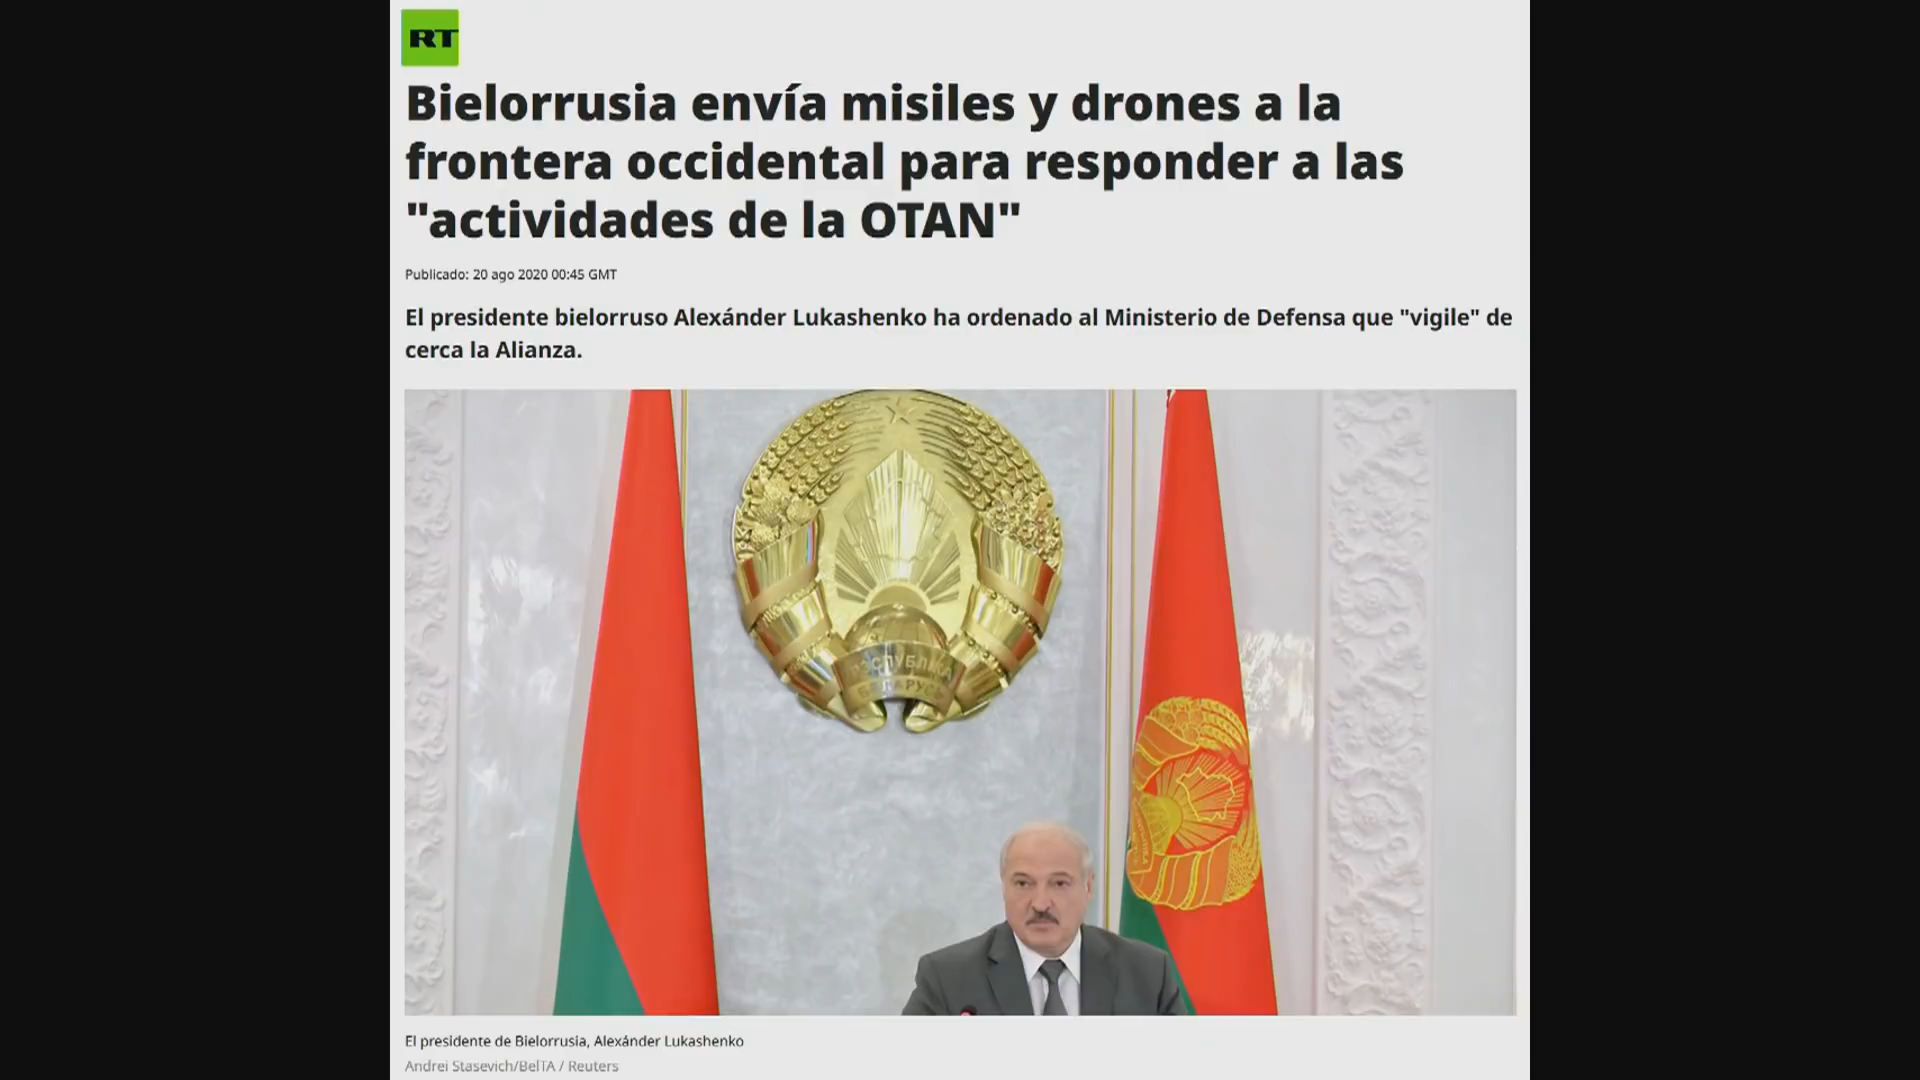 RT
Bielorrusia envía misiles y drones a la
frontera occidental para responder a las
"actividades de la OTAN"
Publicado: 20 ago 2020 00:45 GMT
El presidente bielorruso Alexánder Lukashenko ha ordenado al Ministerio de Defensa que "vigile" de
cerca la Alianza.
РЭСПУБЛІКА
БЕЛАРУСЬ
El presidente de Bielorrusia, Alexánder Lukashenko
Andrei Stasevich/BelTA / Reuters